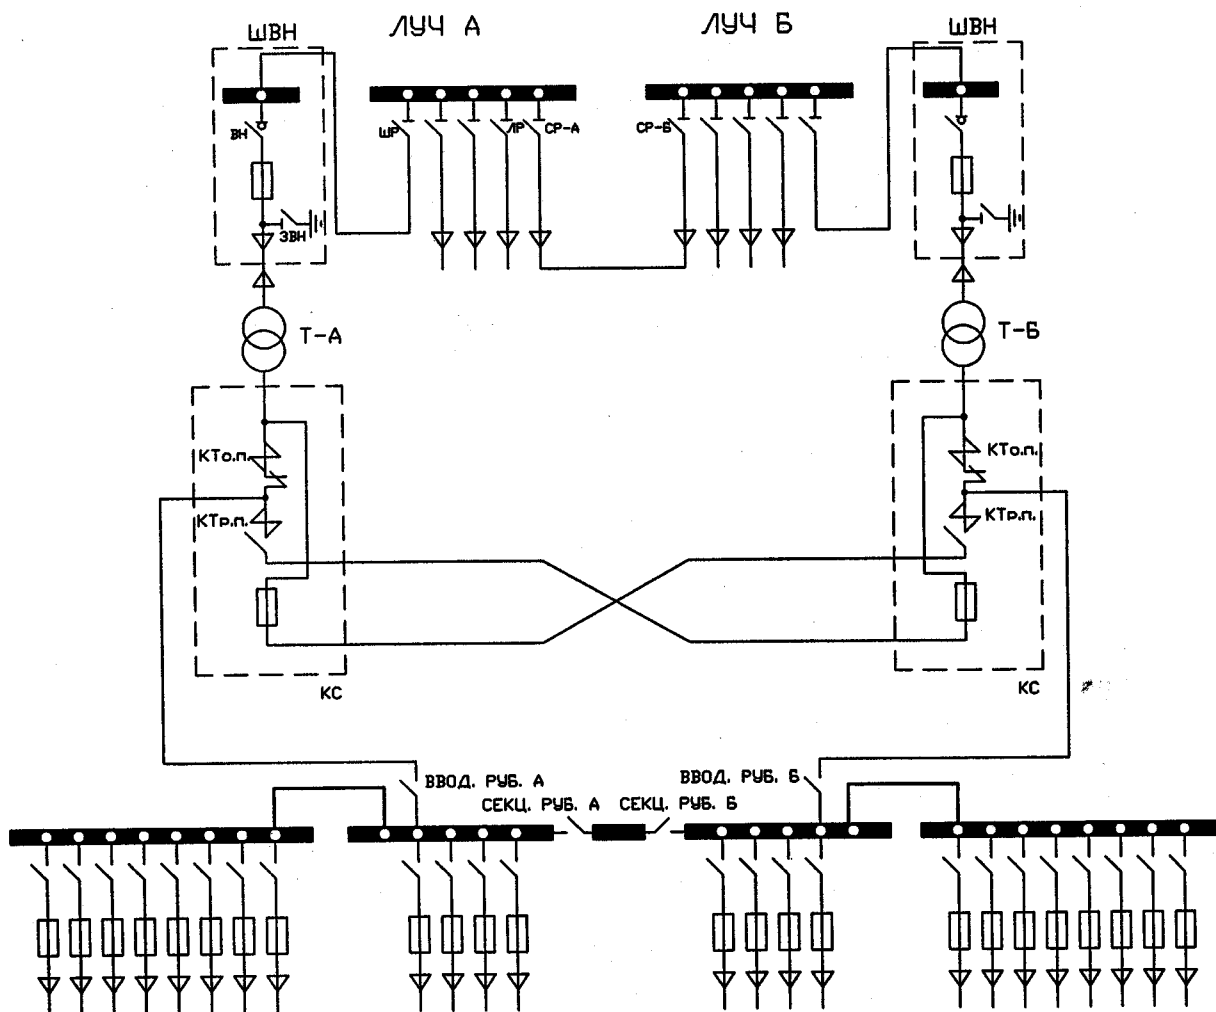 ШВН
ЛУЧ А
ЛУЧ Б
ШВН
ВН
ШР
ЛР
СР-А
СР-Б
ЗВН
Т-А
Т-Б
КТо.п.
КТо.п.
КТр.п.
КТр.п.
КС
КС
ВВОД. РУБ. А
ВВОД. РУБ. Б
СЕКЦ. РУБ. А
СЕКЦ. РУБ. Б